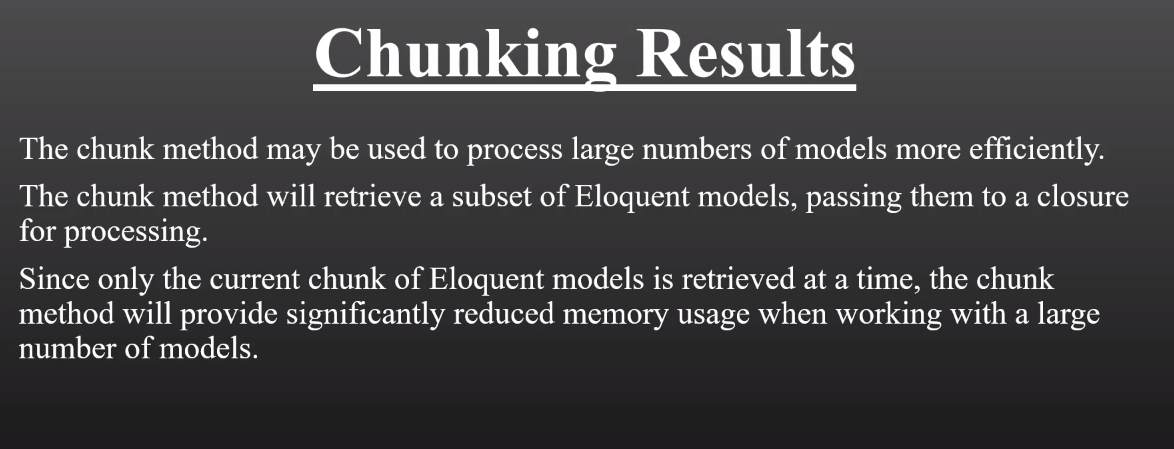 Chunking Results
The chunk method may be used to process large numbers of models more efficiently.
The chunk method will retrieve a subset of Eloquent models, passing them to a closure
for processing.
Since only the current chunk of Eloquent models is retrieved at a time, the chunk
method will provide significantly reduced memory usage when working with a large
number of models.